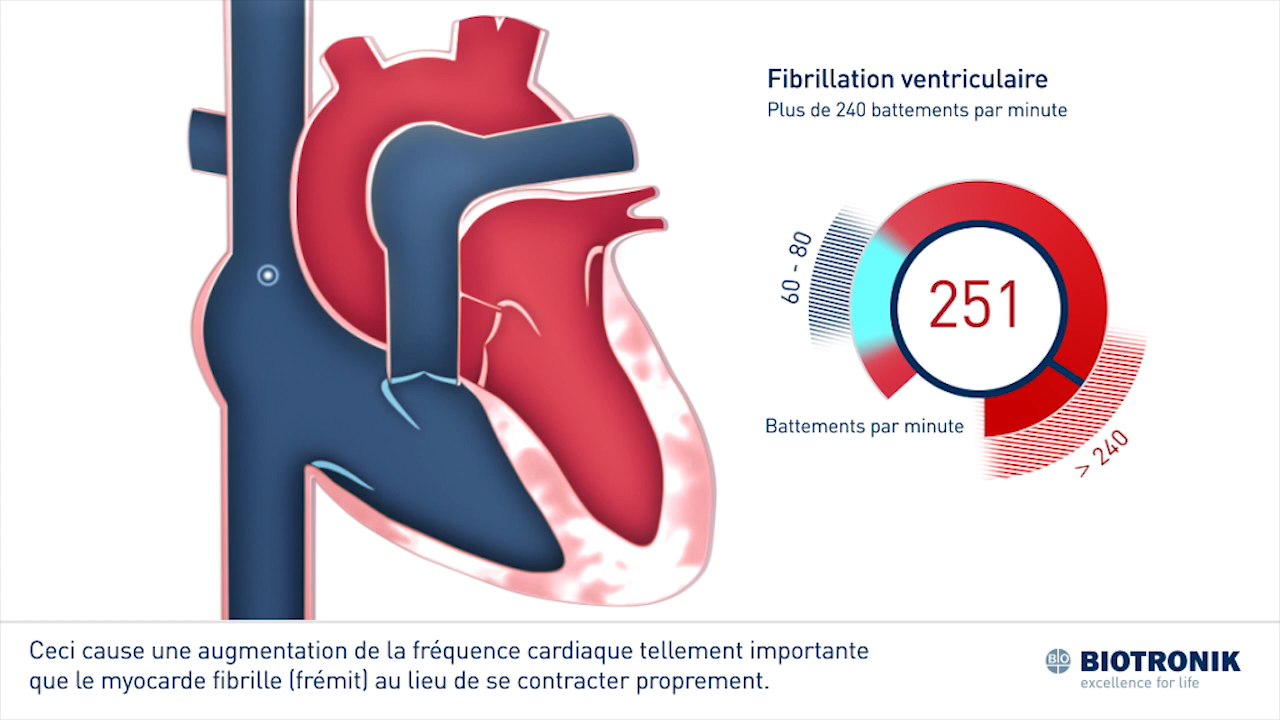 Fibrillation ventriculaire
Plus de 240 battements par minute
60 - 80
251
Battements par minute
> 240
Ceci cause une augmentation de la fréquence cardiaque tellement importante
que le myocarde fibrille (frémit) au lieu de se contracter proprement.
BIO
BIOTRONIK
excellence for life